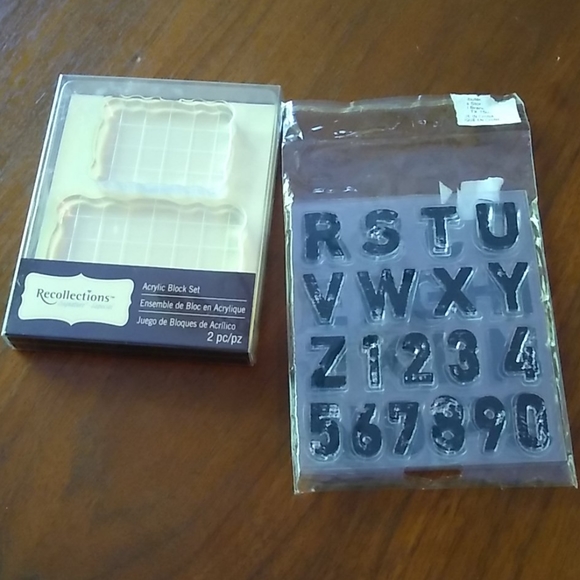 Recollections™
Acrylic Block Set
Ensemble de Bloc en Acrylique
Juego de Bloques de Acrílico
2 pc/pz
R S T U
V W X Y
Z 1 2 3 4
5 6 7 8 9 0